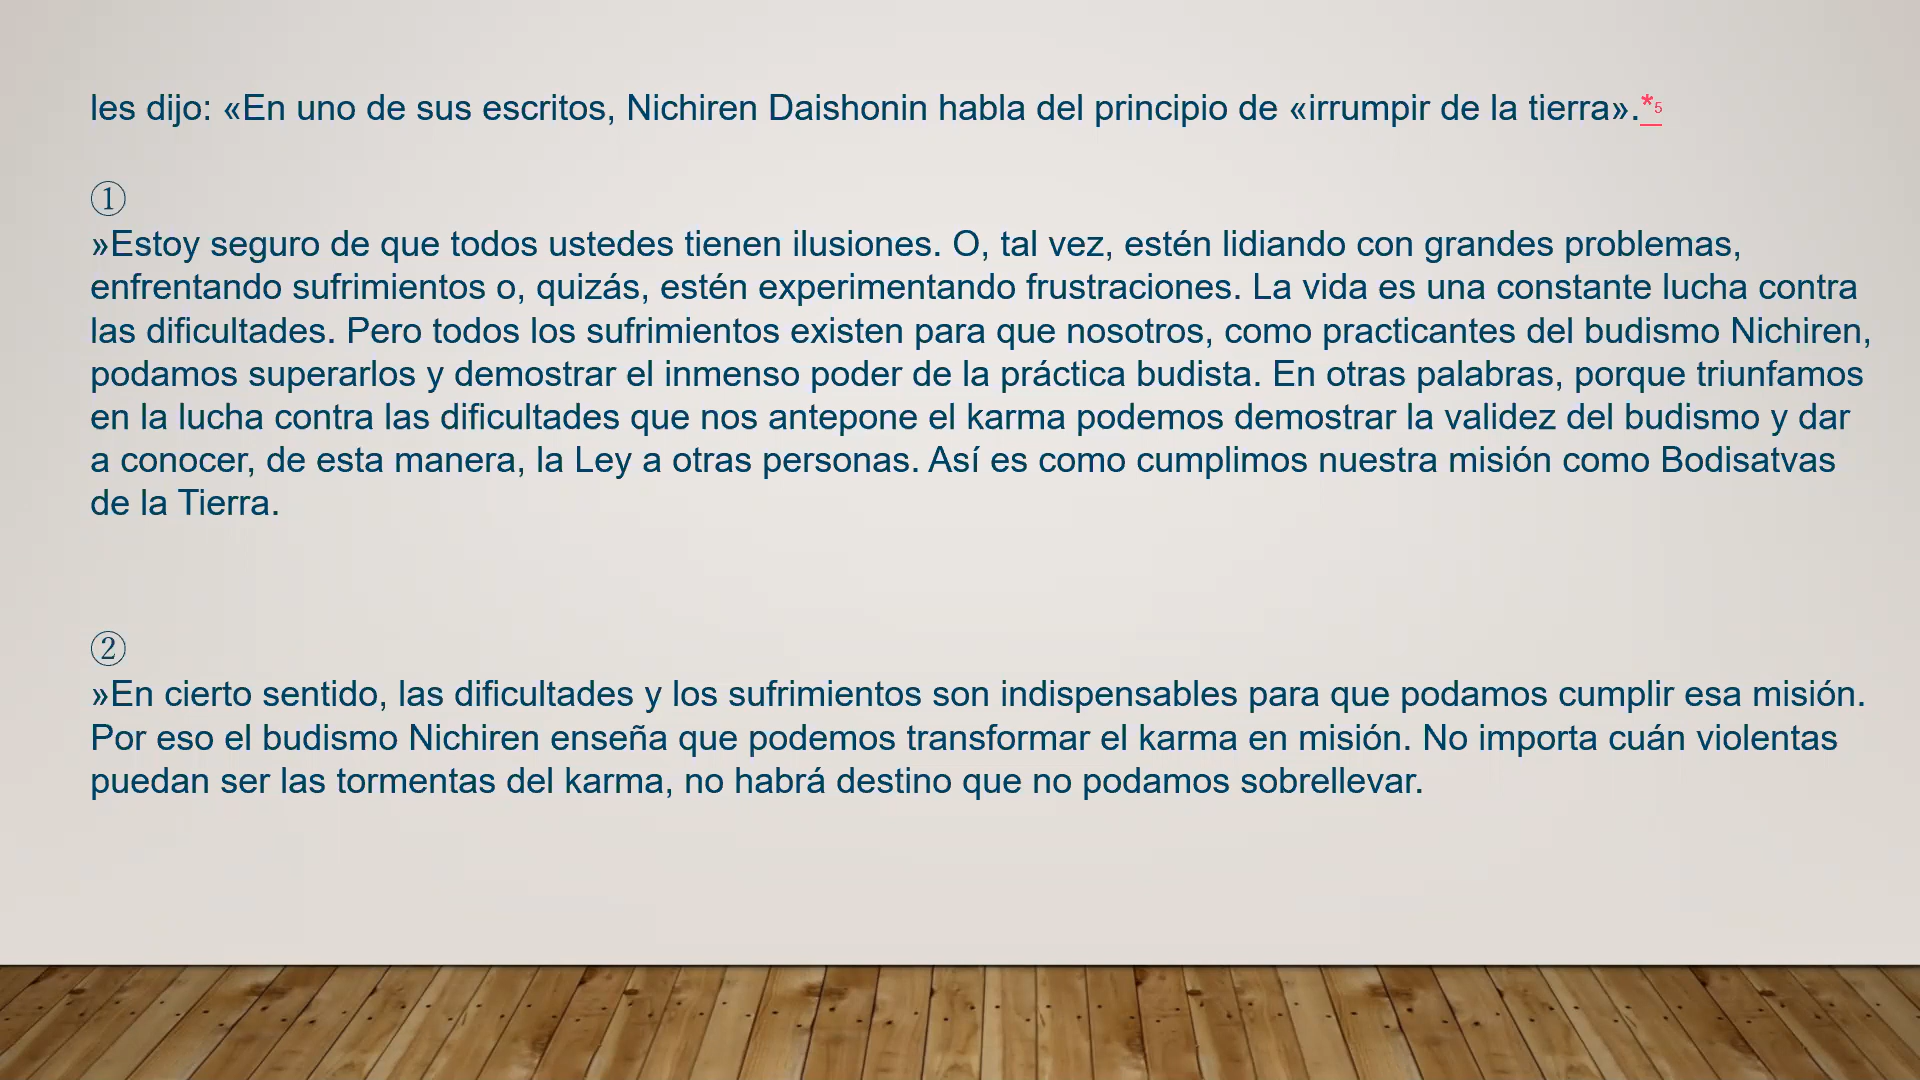 les dijo: «En uno de sus escritos, Nichiren Daishonin habla del principio de «irrumpir de la tierra».*5
①
»Estoy seguro de que todos ustedes tienen ilusiones. O, tal vez, estén lidiando con grandes problemas,
enfrentando sufrimientos o, quizás, estén experimentando frustraciones. La vida es una constante lucha contra
las dificultades. Pero todos los sufrimientos existen para que nosotros, como practicantes del budismo Nichiren,
podamos superarlos y demostrar el inmenso poder de la práctica budista. En otras palabras, porque triunfamos
en la lucha contra las dificultades que nos antepone el karma podemos demostrar la validez del budismo y dar
a conocer, de esta manera, la Ley a otras personas. Así es como cumplimos nuestra misión como Bodisatvas
de la Tierra.
②
»En cierto sentido, las dificultades y los sufrimientos son indispensables para que podamos cumplir esa misión.
Por eso el budismo Nichiren enseña que podemos transformar el karma en misión. No importa cuán violentas
puedan ser las tormentas del karma, no habrá destino que no podamos sobrellevar.